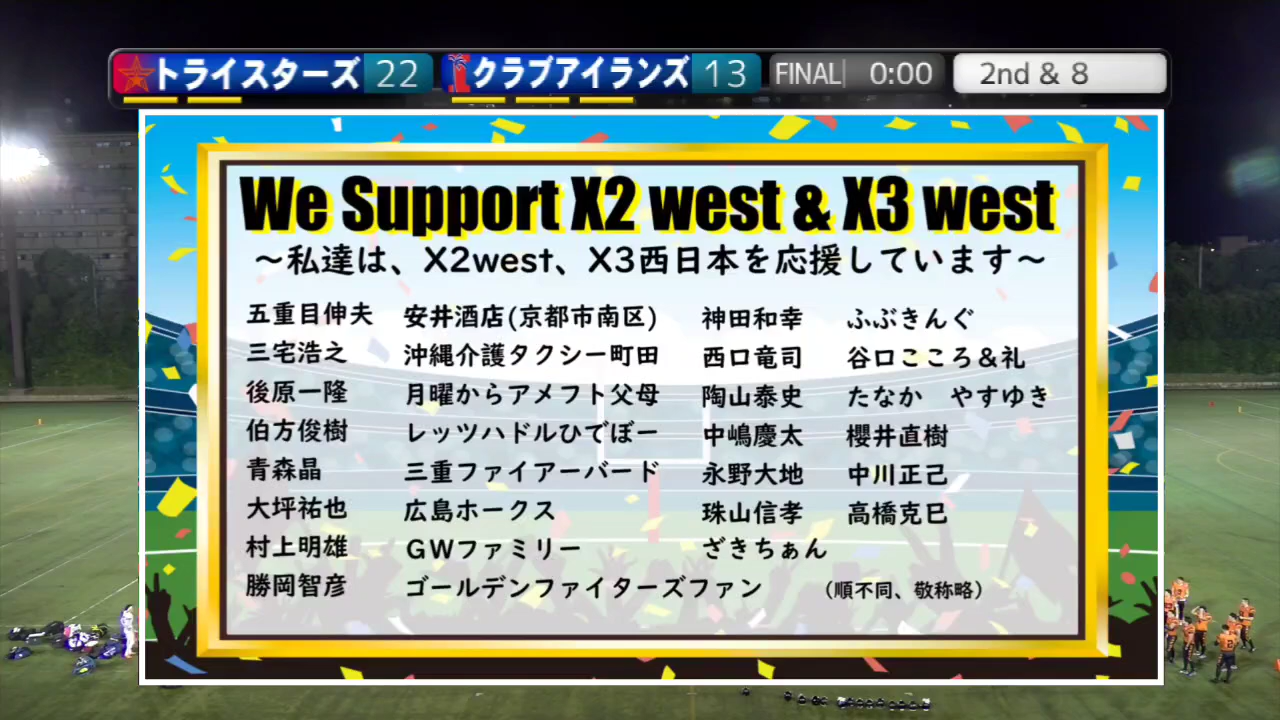 トライスターズ 22 クラブアイランズ 13 FINAL 0:00 2nd & 8
We Support X2 west & X3 west
～私達は、X2west、X3西日本を応援しています～
五重目伸夫 安井酒店(京都市南区) 神田和幸 ふぶきんぐ
三宅浩之 沖縄介護タクシー町田 西口竜司 谷口こころ＆礼
後原一隆 月曜からアメフト父母 陶山泰史 たなか　やすゆき
伯方俊樹 レッツハドルひでぼー 中嶋慶太 櫻井直樹
青森晶 三重ファイアーバード 永野大地 中川正己
大坪祐也 広島ホークス 珠山信孝 高橋克巳
村上明雄 GWファミリー ざきちぁん
勝岡智彦 ゴールデンファイターズファン （順不同、敬称略）